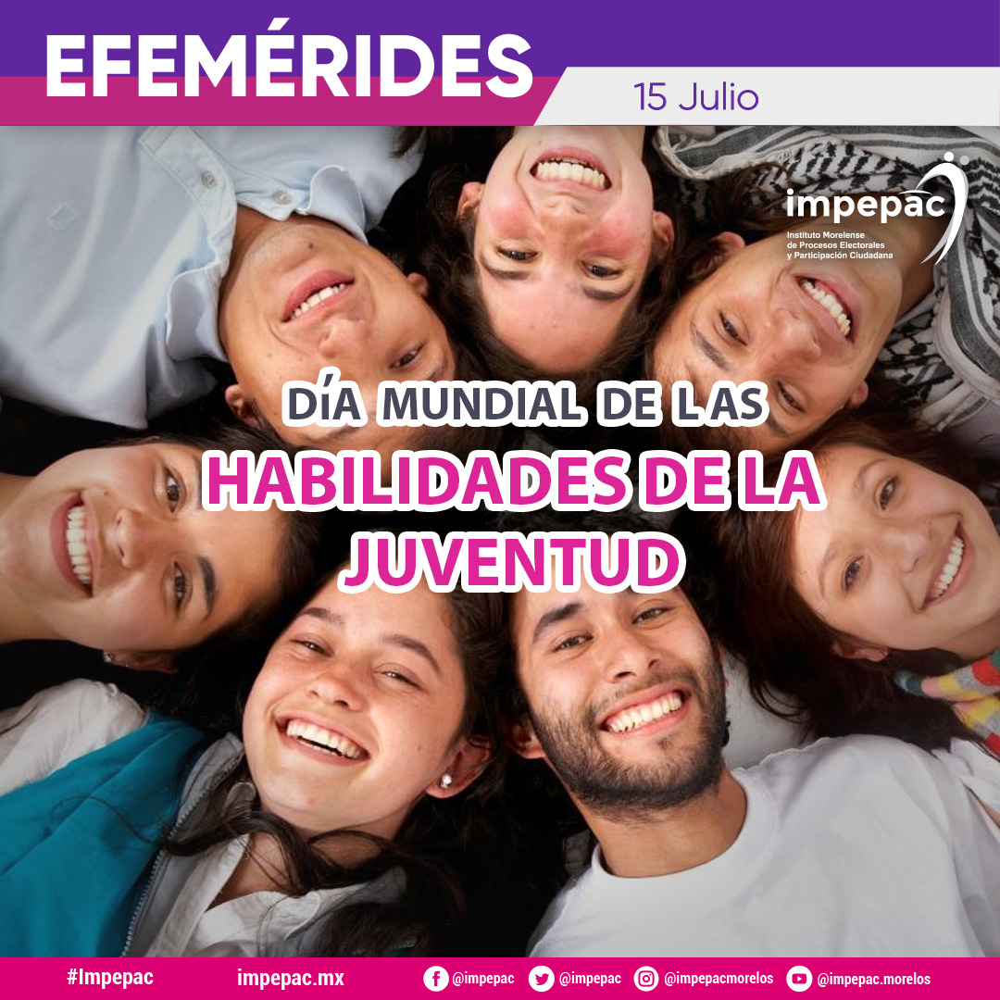 EFEMÉRIDES
15 Julio
impepac
Instituto Morelense
de Procesos Electorales
y Participación Ciudadana
DÍA MUNDIAL DE LAS
HABILIDADES DE LA
JUVENTUD
#Impepac impepac.mx @impepac @impepac @impepacmorelos @impepac.morelos